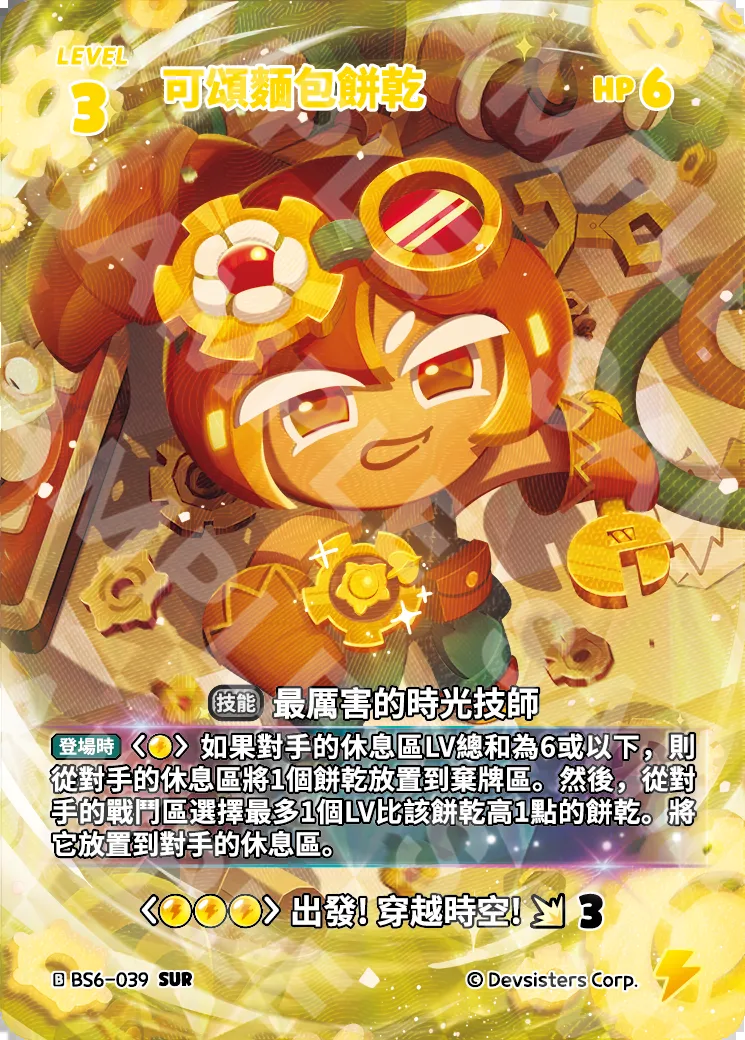 LEVEL
3
可頌麵包餅乾
HP 6
SAMPLE
技能 最厲害的時光技師
登場時 〈⚡〉如果對手的休息區LV總和為6或以下，則
從對手的休息區將1個餅乾放置到棄牌區。然後，從對
手的戰鬥區選擇最多1個LV比該餅乾高1點的餅乾。將
它放置到對手的休息區。
〈⚡⚡⚡〉出發! 穿越時空! 3
B BS6-039 SUR
© Devsisters Corp.